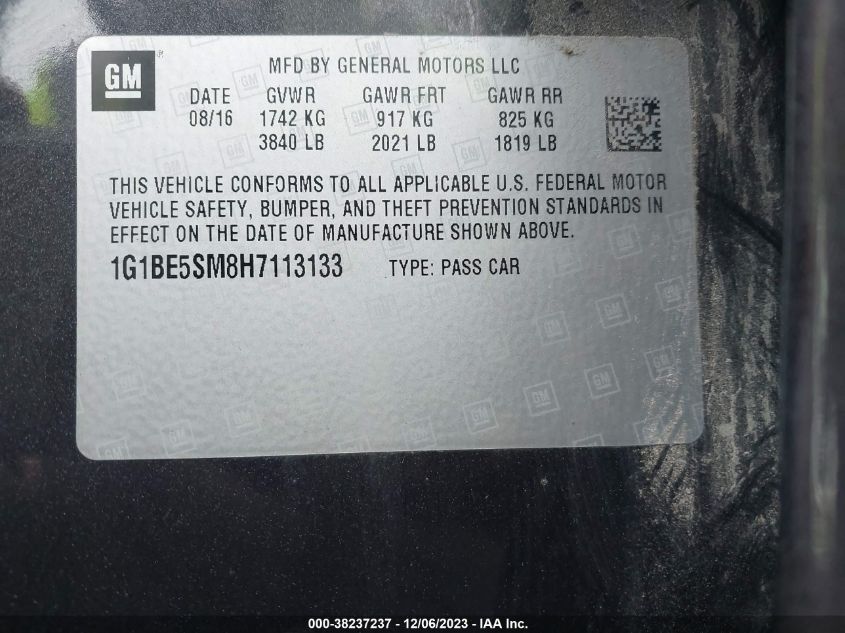 GM
MFD BY GENERAL MOTORS LLC
DATE GVWR GAWR FRT GAWR RR
08/16 1742 KG 917 KG 825 KG
3840 LB 2021 LB 1819 LB
THIS VEHICLE CONFORMS TO ALL APPLICABLE U.S. FEDERAL MOTOR
VEHICLE SAFETY, BUMPER, AND THEFT PREVENTION STANDARDS IN
EFFECT ON THE DATE OF MANUFACTURE SHOWN ABOVE.
1G1BE5SM8H7113133 TYPE: PASS CAR
000-38237237 - 12/06/2023 - IAA Inc.